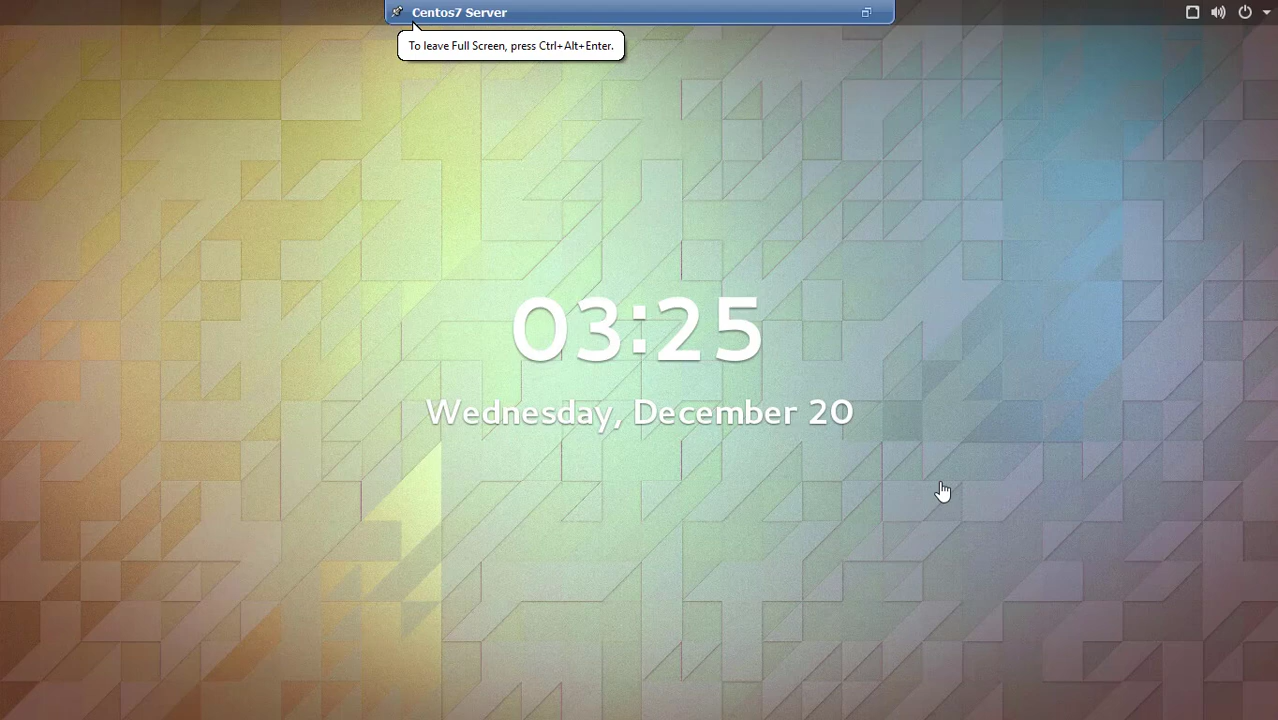 Centos7 Server
To leave Full Screen, press Ctrl+Alt+Enter.
03:25
Wednesday, December 20